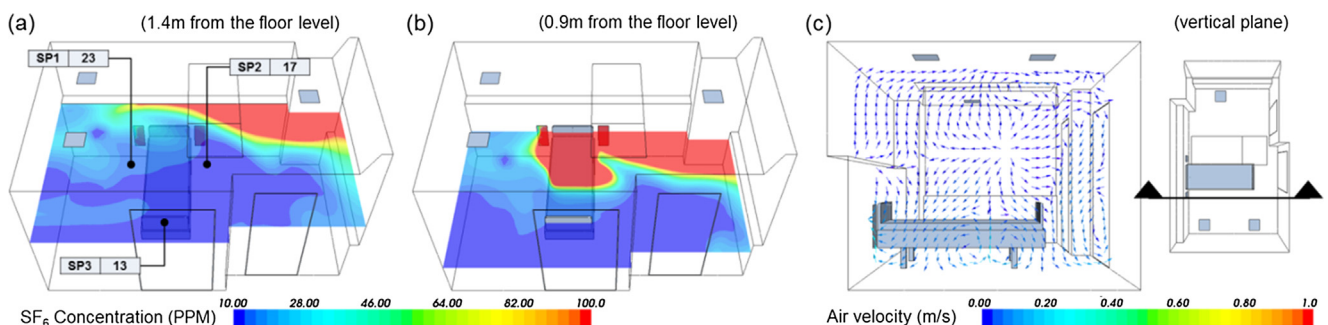 (a) (1.4m from the floor level)
SP1 23
SP2 17
SP3 13
(b) (0.9m from the floor level)
(c) (vertical plane)
SF6 Concentration (PPM)
10.00 28.00 46.00 64.00 82.00 100.0
Air velocity (m/s)
0.00 0.20 0.40 0.60 0.80 1.0